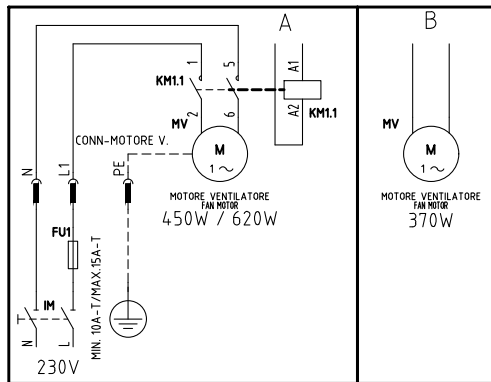 A
B
1
5
KM1.1
A1
A2
KM1.1
2
6
MV
CONN-MOTORE V.
M
1 ~
MV
M
1 ~
N
L1
PE
MOTORE VENTILATORE
FAN MOTOR
450W / 620W
MOTORE VENTILATORE
FAN MOTOR
370W
FU1
MIN. 10A-T/MAX.15A-T
IM
N
L
230V